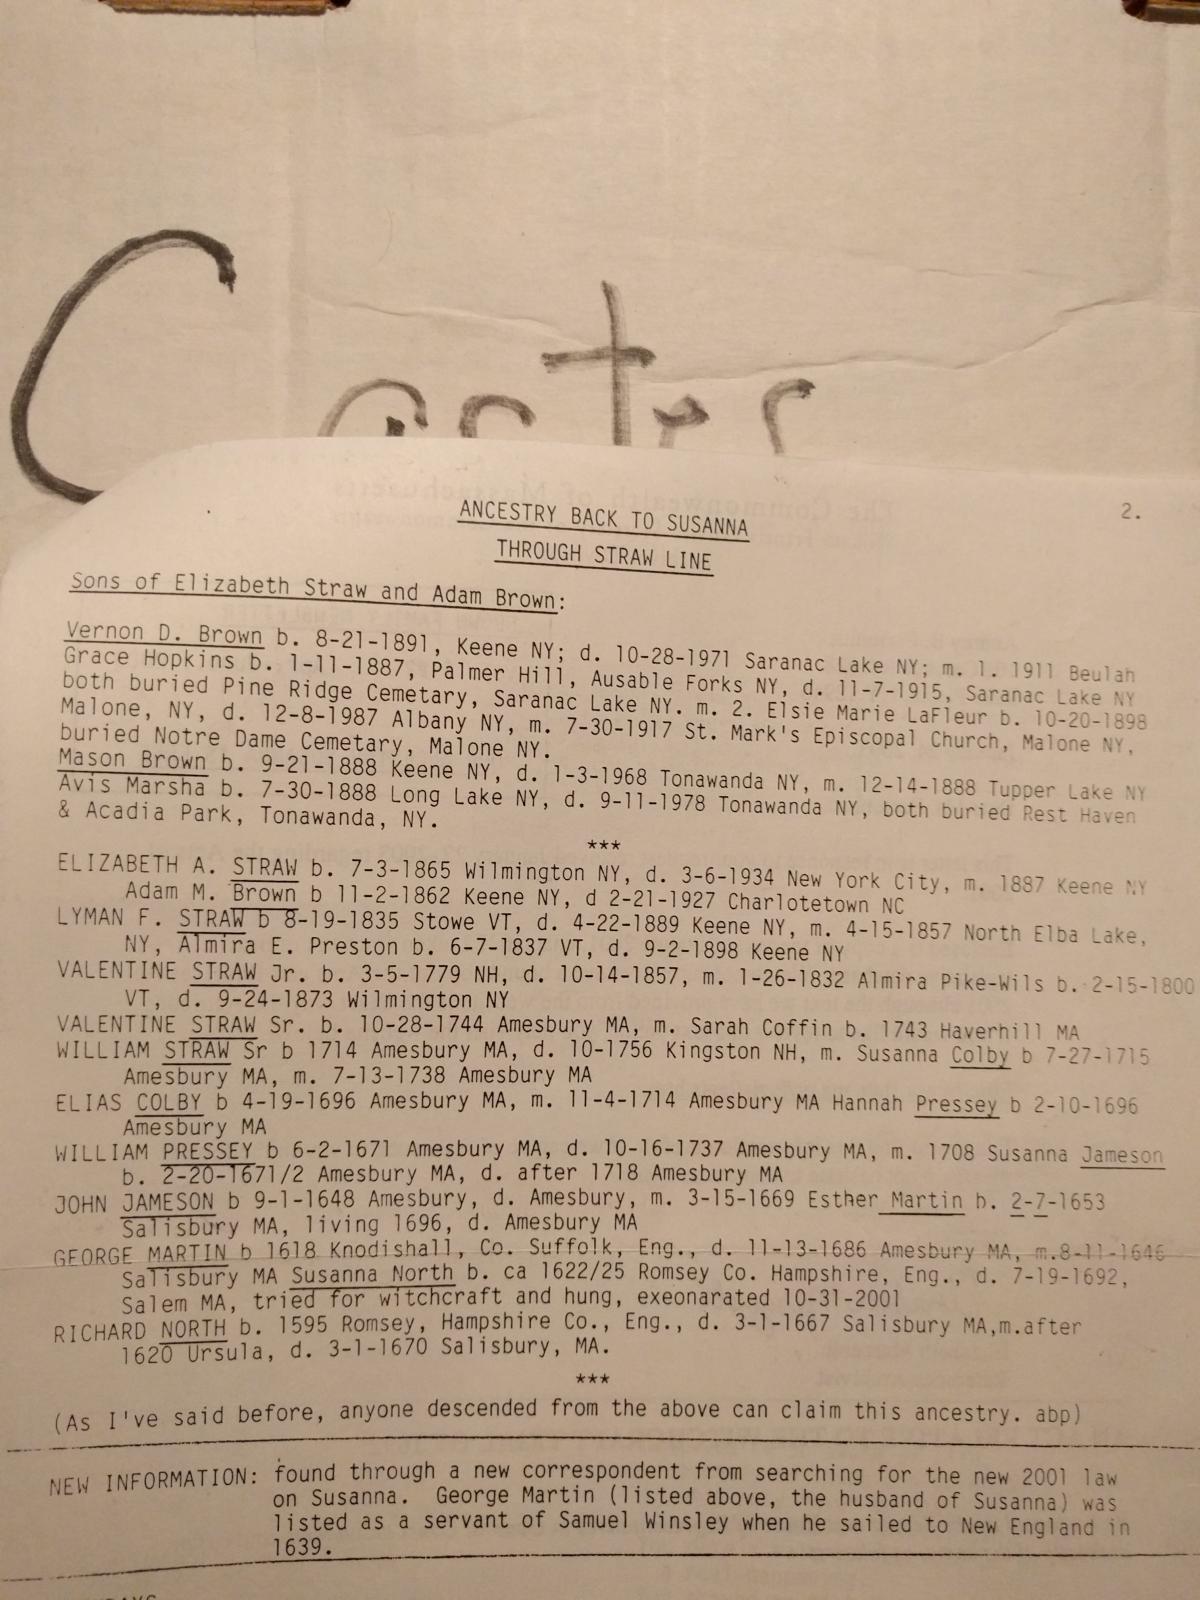 Carter
ANCESTRY BACK TO SUSANNA
2.
THROUGH STRAW LINE
Sons of Elizabeth Straw and Adam Brown:
Vernon D. Brown b. 8-21-1891, Keene NY; d. 10-28-1971 Saranac Lake NY; m. 1. 1911 Beulah
Grace Hopkins b. 1-11-1887, Palmer Hill, Ausable Forks NY, d. 11-7-1915, Saranac Lake NY
both buried Pine Ridge Cemetary, Saranac Lake NY. m. 2. Elsie Marie LaFleur b. 10-20-1898
Malone, NY, d. 12-8-1987 Albany NY, m. 7-30-1917 St. Mark's Episcopal Church, Malone NY,
buried Notre Dame Cemetary, Malone NY.
Mason Brown b. 9-21-1888 Keene NY, d. 1-3-1968 Tonawanda NY, m. 12-14-1888 Tupper Lake NY
Avis Marsha b. 7-30-1888 Long Lake NY, d. 9-11-1978 Tonawanda NY, both buried Rest Haven
& Acadia Park, Tonawanda, NY.
***
ELIZABETH A. STRAW b. 7-3-1865 Wilmington NY, d. 3-6-1934 New York City, m. 1887 Keene NY
Adam M. Brown b 11-2-1862 Keene NY, d 2-21-1927 Charlotetown NC
LYMAN F. STRAW b 8-19-1835 Stowe VT, d. 4-22-1889 Keene NY, m. 4-15-1857 North Elba Lake,
NY, Almira E. Preston b. 6-7-1837 VT, d. 9-2-1898 Keene NY
VALENTINE STRAW Jr. b. 3-5-1779 NH, d. 10-14-1857, m. 1-26-1832 Almira Pike-Wils b. 2-15-1800
VT, d. 9-24-1873 Wilmington NY
VALENTINE STRAW Sr. b. 10-28-1744 Amesbury MA, m. Sarah Coffin b. 1743 Haverhill MA
WILLIAM STRAW Sr b 1714 Amesbury MA, d. 10-1756 Kingston NH, m. Susanna Colby b 7-27-1715
Amesbury MA, m. 7-13-1738 Amesbury MA
ELIAS COLBY b 4-19-1696 Amesbury MA, m. 11-4-1714 Amesbury MA Hannah Pressey b 2-10-1696
Amesbury MA
WILLIAM PRESSEY b 6-2-1671 Amesbury MA, d. 10-16-1737 Amesbury MA, m. 1708 Susanna Jameson
b. 2-20-1671/2 Amesbury MA, d. after 1718 Amesbury MA
JOHN JAMESON b 9-1-1648 Amesbury, d. Amesbury, m. 3-15-1669 Esther Martin b. 2-7-1653
Salisbury MA, living 1696, d. Amesbury MA
GEORGE MARTIN b 1618 Knodishall, Co. Suffolk, Eng., d. 11-13-1686 Amesbury MA, m.8-11-1646
Salisbury MA Susanna North b. ca 1622/25 Romsey Co. Hampshire, Eng., d. 7-19-1692,
Salem MA, tried for witchcraft and hung, exeonarated 10-31-2001
RICHARD NORTH b. 1595 Romsey, Hampshire Co., Eng., d. 3-1-1667 Salisbury MA,m.after
1620 Ursula, d. 3-1-1670 Salisbury, MA.
***
(As I've said before, anyone descended from the above can claim this ancestry. abp)
NEW INFORMATION: found through a new correspondent from searching for the new 2001 law
on Susanna. George Martin (listed above, the husband of Susanna) was
listed as a servant of Samuel Winsley when he sailed to New England in
1639.